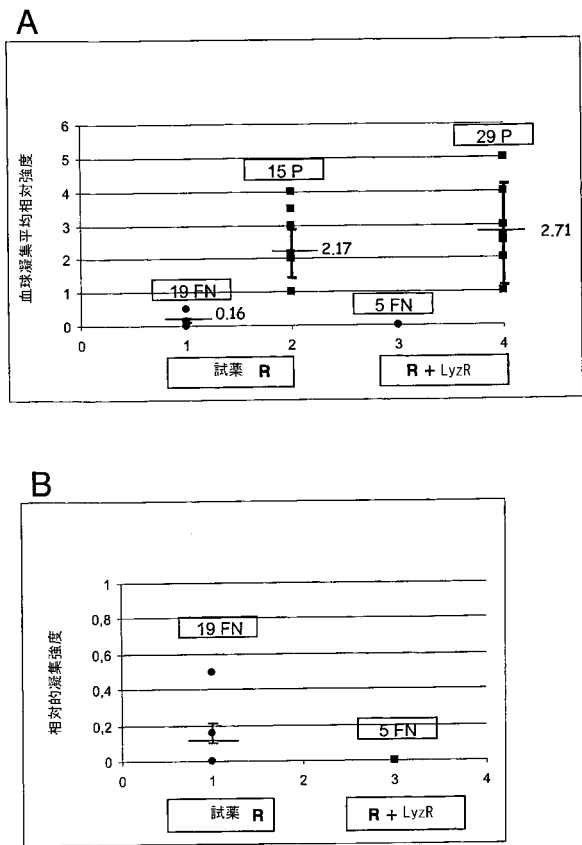 A
血球凝集平均相対強度
6
5
4
3
2
1
0
29 P
15 P
2.71
2.17
19 FN
0.16
5 FN
0 1 2 3 4
試薬 R
R + LyzR
B
相対的凝集強度
1
0,8
0,6
0,4
0,2
0
19 FN
5 FN
0 1 2 3 4
試薬 R
R + LyzR